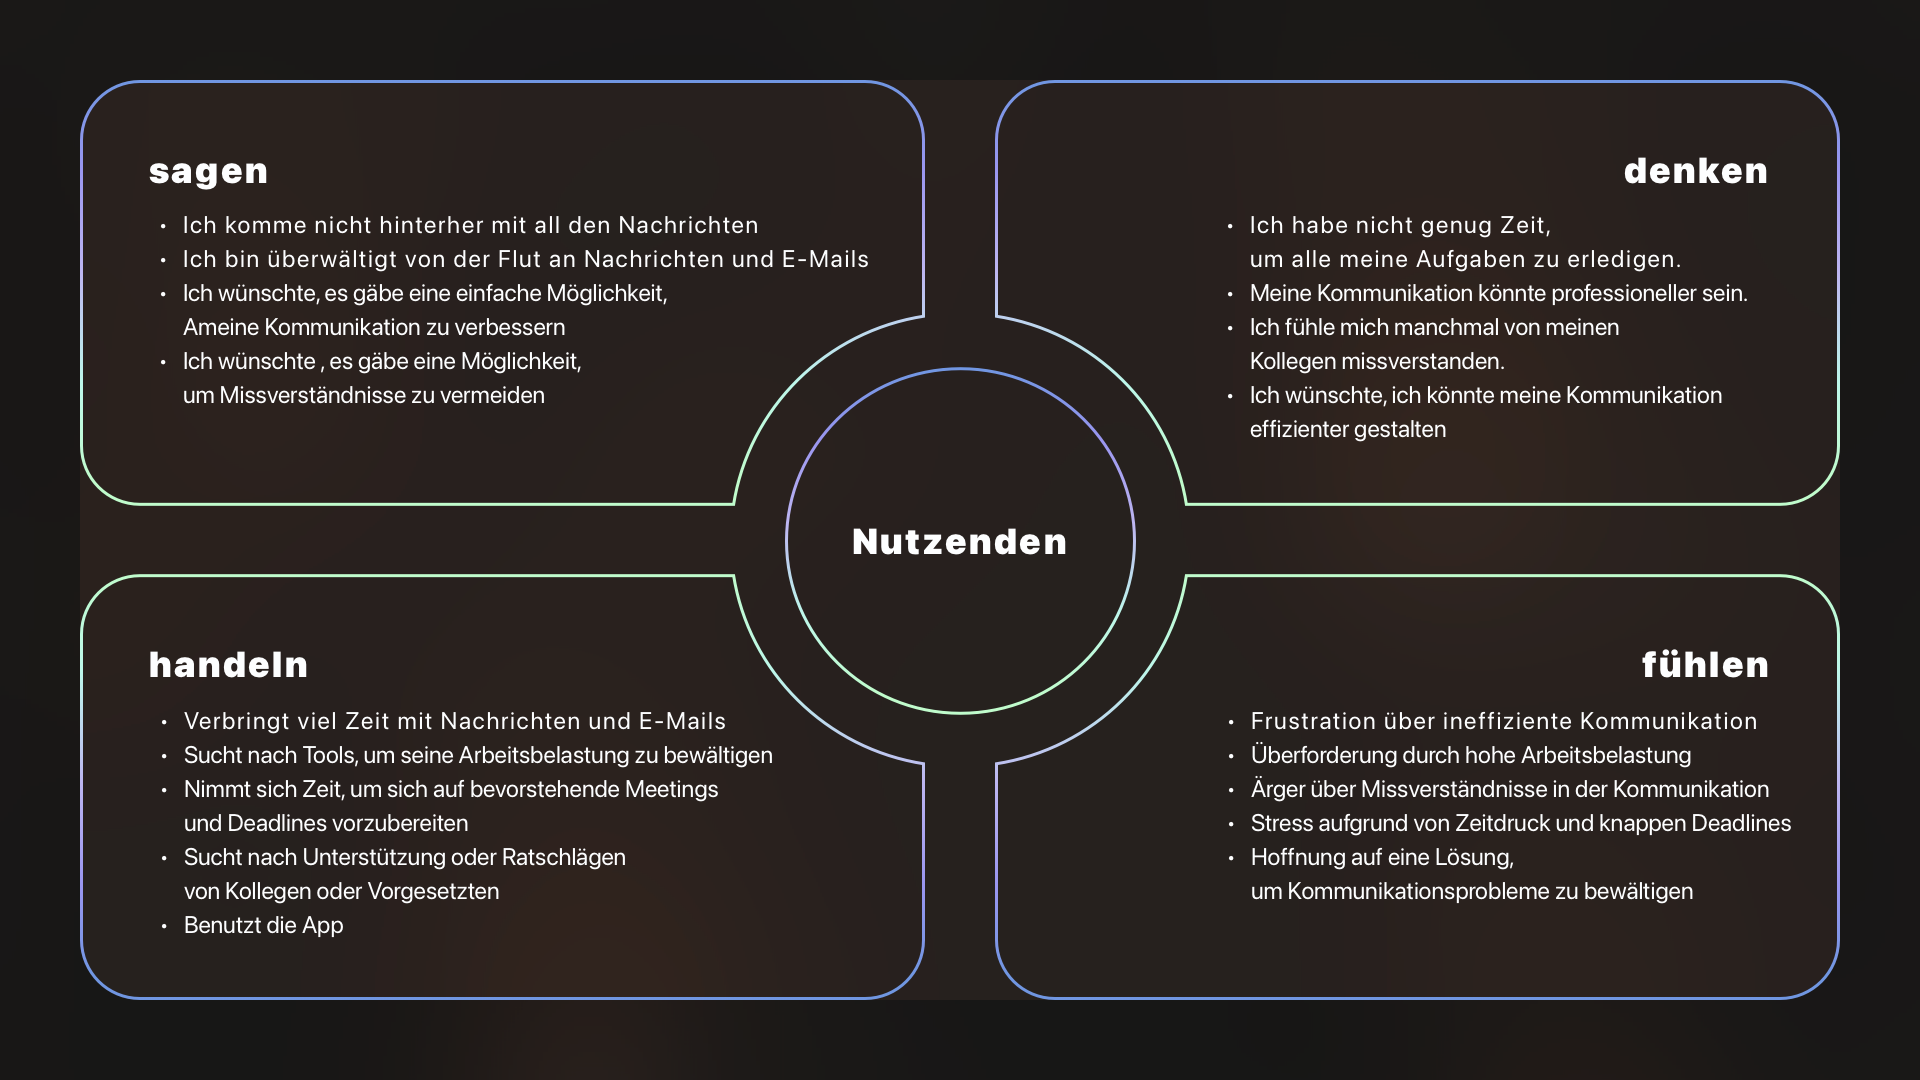 sagen
• Ich komme nicht hinterher mit all den Nachrichten
• Ich bin überwältigt von der Flut an Nachrichten und E-Mails
• Ich wünschte, es gäbe eine einfache Möglichkeit,
Ameine Kommunikation zu verbessern
• Ich wünschte , es gäbe eine Möglichkeit,
um Missverständnisse zu vermeiden
denken
• Ich habe nicht genug Zeit,
um alle meine Aufgaben zu erledigen.
• Meine Kommunikation könnte professioneller sein.
• Ich fühle mich manchmal von meinen
Kollegen missverstanden.
• Ich wünschte, ich könnte meine Kommunikation
effizienter gestalten
Nutzenden
handeln
• Verbringt viel Zeit mit Nachrichten und E-Mails
• Sucht nach Tools, um seine Arbeitsbelastung zu bewältigen
• Nimmt sich Zeit, um sich auf bevorstehende Meetings
und Deadlines vorzubereiten
• Sucht nach Unterstützung oder Ratschlägen
von Kollegen oder Vorgesetzten
• Benutzt die App
fühlen
• Frustration über ineffiziente Kommunikation
• Überforderung durch hohe Arbeitsbelastung
• Ärger über Missverständnisse in der Kommunikation
• Stress aufgrund von Zeitdruck und knappen Deadlines
• Hoffnung auf eine Lösung,
um Kommunikationsprobleme zu bewältigen